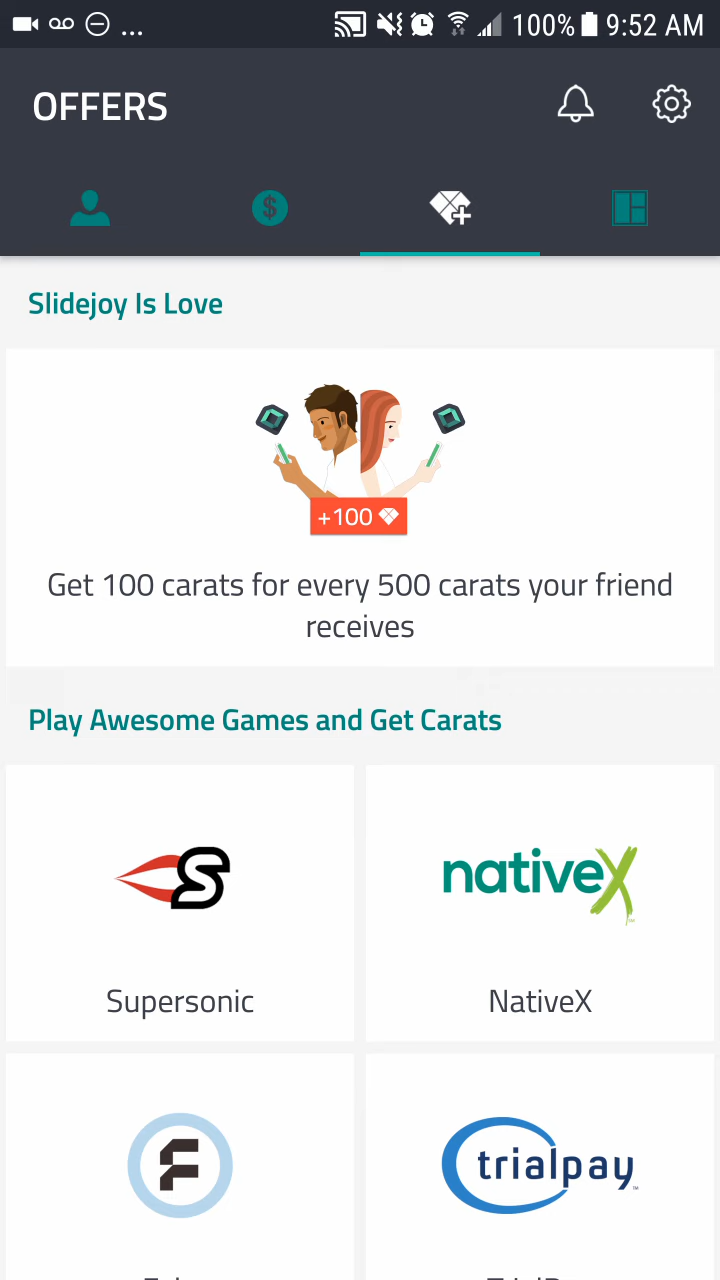 ... 100% 9:52 AM
OFFERS
$
Slidejoy Is Love
+100
Get 100 carats for every 500 carats your friend
receives
Play Awesome Games and Get Carats
S
nativeX
Supersonic
NativeX
F
trialpay